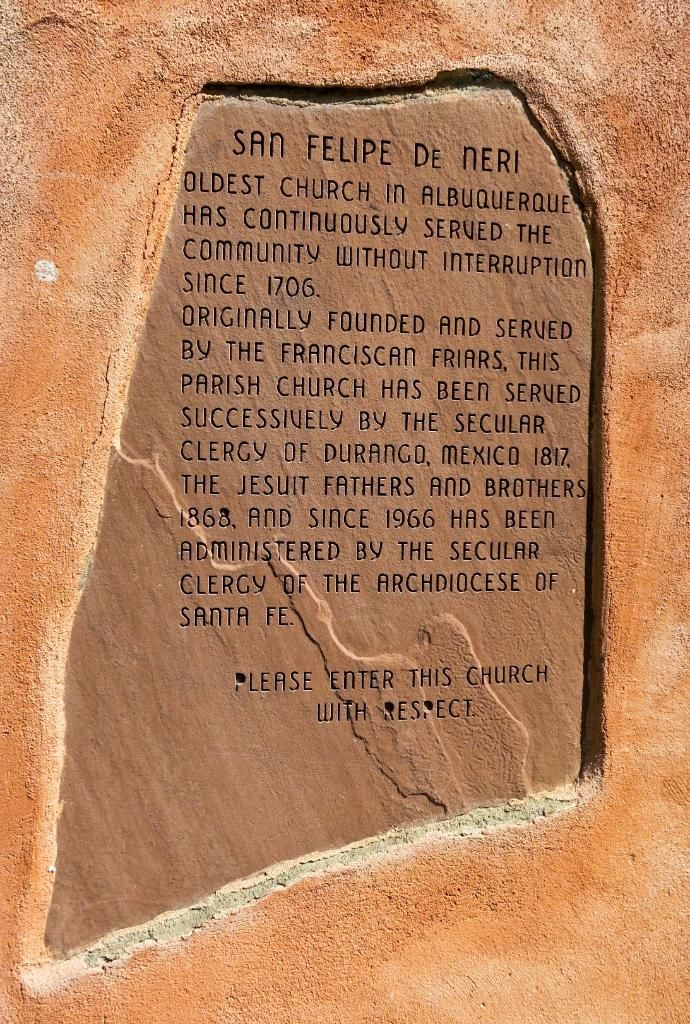 SAN FELIPE De NERI
OLDEST CHURCH IN ALBUQUERQUE
HAS CONTINUOUSLY SERVED THE
COMMUNITY WITHOUT INTERRUPTION
SINCE 1706.
ORIGINALLY FOUNDED AND SERVED
BY THE FRANCISCAN FRIARS, THIS
PARISH CHURCH HAS BEEN SERVED
SUCCESSIVELY BY THE SECULAR
CLERGY OF DURANGO, MEXICO 1817,
THE JESUIT FATHERS AND BROTHERS
1868, AND SINCE 1966 HAS BEEN
ADMINISTERED BY THE SECULAR
CLERGY OF THE ARCHDIOCESE OF
SANTA FE.
PLEASE ENTER THIS CHURCH
WITH RESPECT.